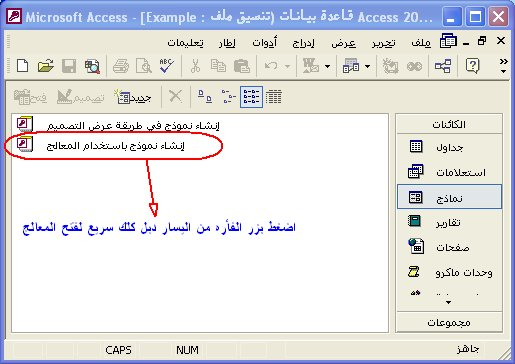 Microsoft Access - [Example : قاعدة بيانات (تنسيق ملف Access 20...
ملف تحرير عرض إدراج أدوات إطار تعليمات
فتح تصميم جديد
إنشاء نموذج في طريقة عرض التصميم
إنشاء نموذج باستخدام المعالج
اضغط بزر الفأره من اليسار دبل كلك سريع لفتح المعالج
الكائنات
جداول
استعلامات
نماذج
تقارير
صفحات
وحدات ماكرو
مجموعات
جاهز NUM CAPS